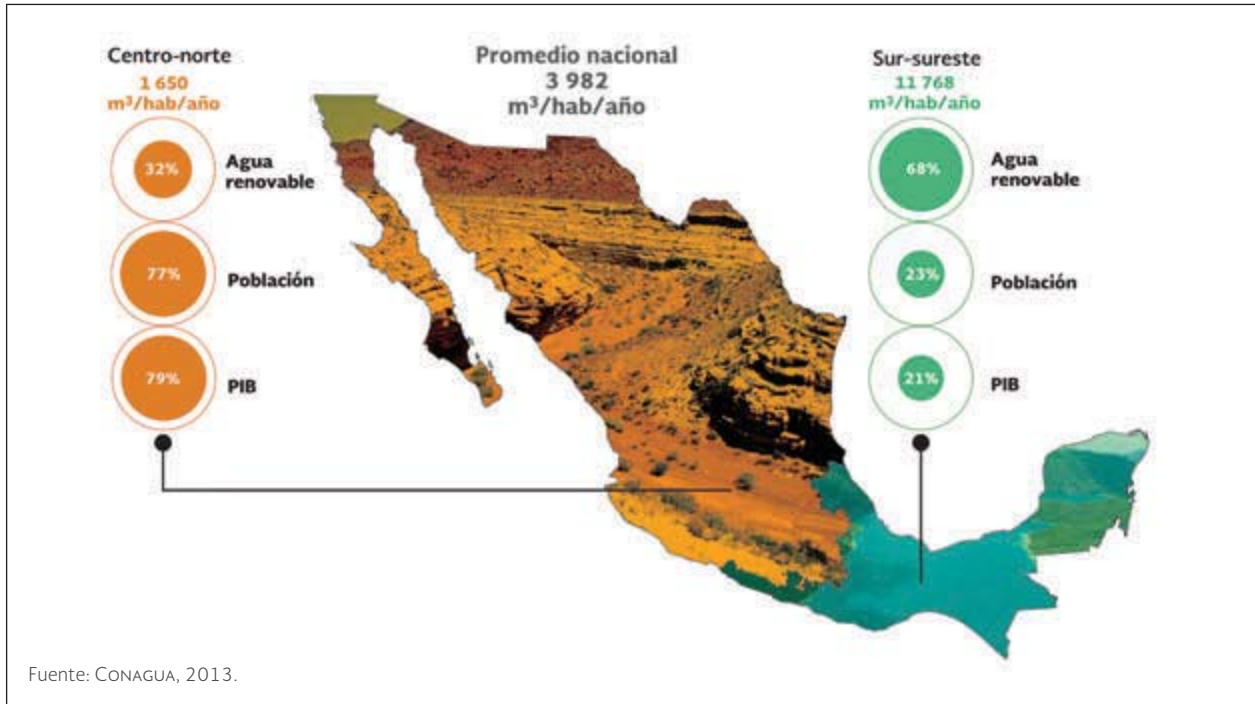 Centro-norte
1 650
m³/hab/año
32%
Agua
renovable
77%
Población
79%
PIB
Promedio nacional
3 982
m³/hab/año
Sur-sureste
11 768
m³/hab/año
68%
Agua
renovable
23%
Población
21%
PIB
Fuente: CONAGUA, 2013.